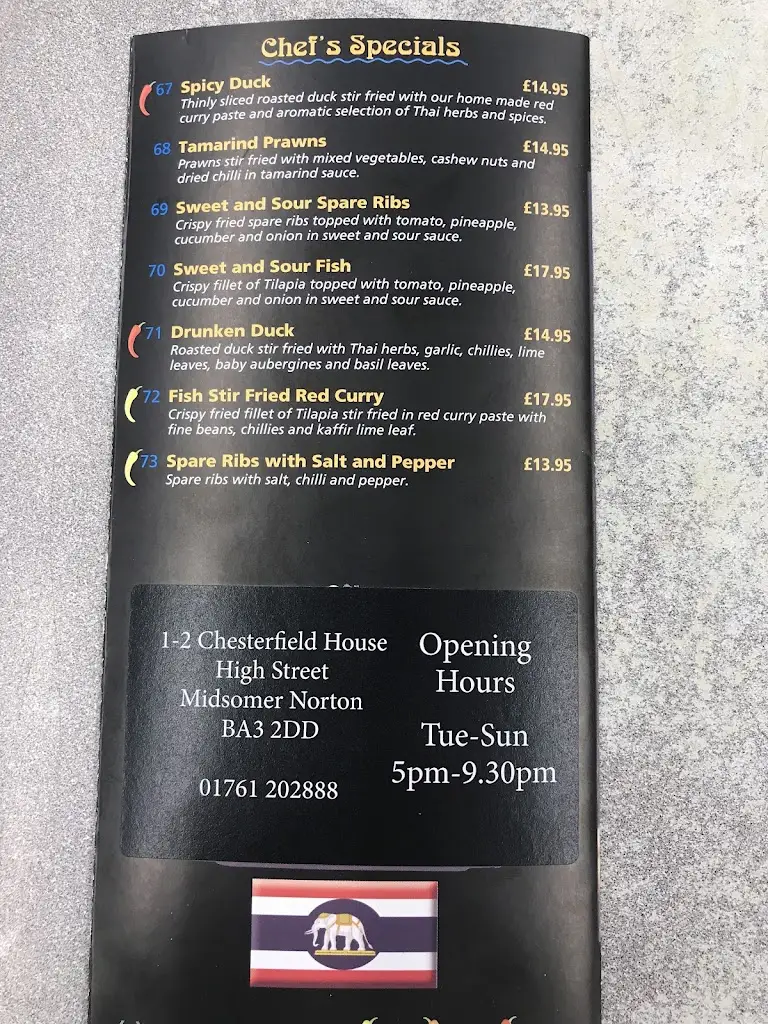 Chef's Specials
67 Spicy Duck £14.95
Thinly sliced roasted duck stir fried with our home made red
curry paste and aromatic selection of Thai herbs and spices.
68 Tamarind Prawns £14.95
Prawns stir fried with mixed vegetables, cashew nuts and
dried chilli in tamarind sauce.
69 Sweet and Sour Spare Ribs £13.95
Crispy fried spare ribs topped with tomato, pineapple,
cucumber and onion in sweet and sour sauce.
70 Sweet and Sour Fish £17.95
Crispy fillet of Tilapia topped with tomato, pineapple,
cucumber and onion in sweet and sour sauce.
71 Drunken Duck £14.95
Roasted duck stir fried with Thai herbs, garlic, chillies, lime
leaves, baby aubergines and basil leaves.
72 Fish Stir Fried Red Curry £17.95
Crispy fried fillet of Tilapia stir fried in red curry paste with
fine beans, chillies and kaffir lime leaf.
73 Spare Ribs with Salt and Pepper £13.95
Spare ribs with salt, chilli and pepper.
1-2 Chesterfield House
High Street
Midsomer Norton
BA3 2DD
01761 202888
Opening
Hours
Tue-Sun
5pm-9.30pm